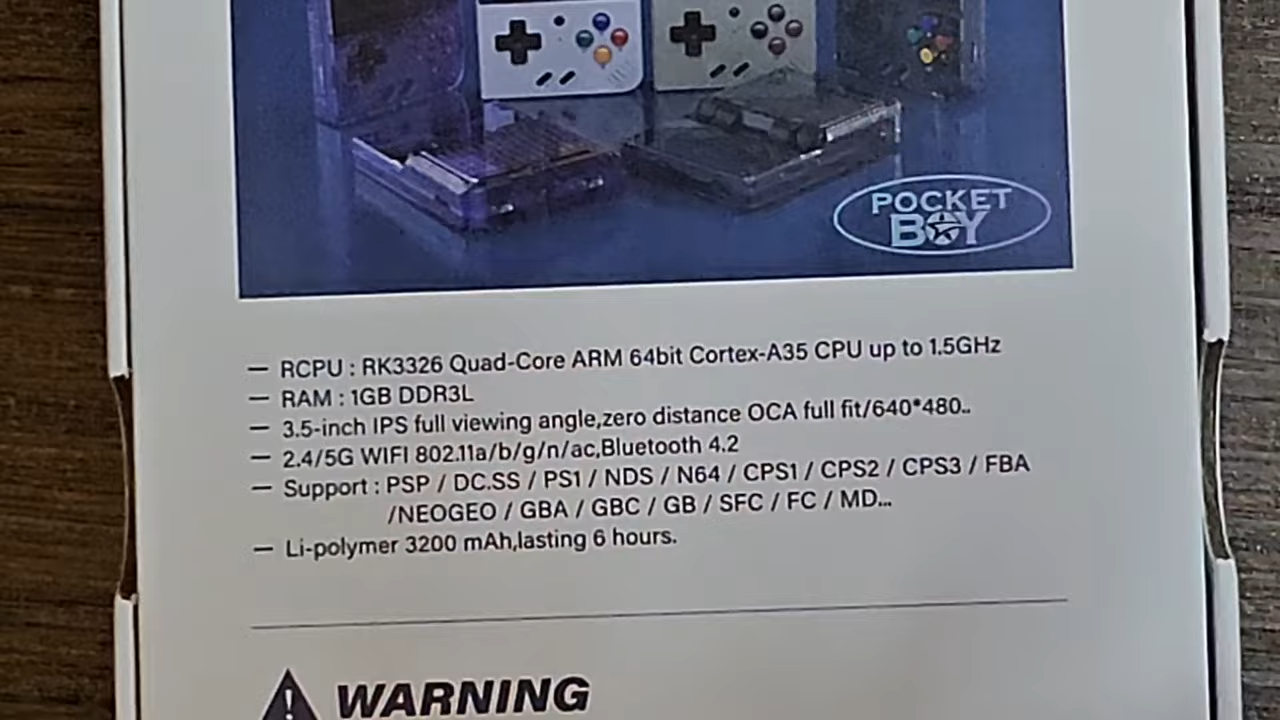 POCKET
BOY
— RCPU : RK3326 Quad-Core ARM 64bit Cortex-A35 CPU up to 1.5GHz
— RAM : 1GB DDR3L
— 3.5-inch IPS full viewing angle,zero distance OCA full fit/640*480..
— 2.4/5G WIFI 802.11a/b/g/n/ac,Bluetooth 4.2
— Support : PSP / DC.SS / PS1 / NDS / N64 / CPS1 / CPS2 / CPS3 / FBA
/NEOGEO / GBA / GBC / GB / SFC / FC / MD...
— Li-polymer 3200 mAh,lasting 6 hours.
WARNING